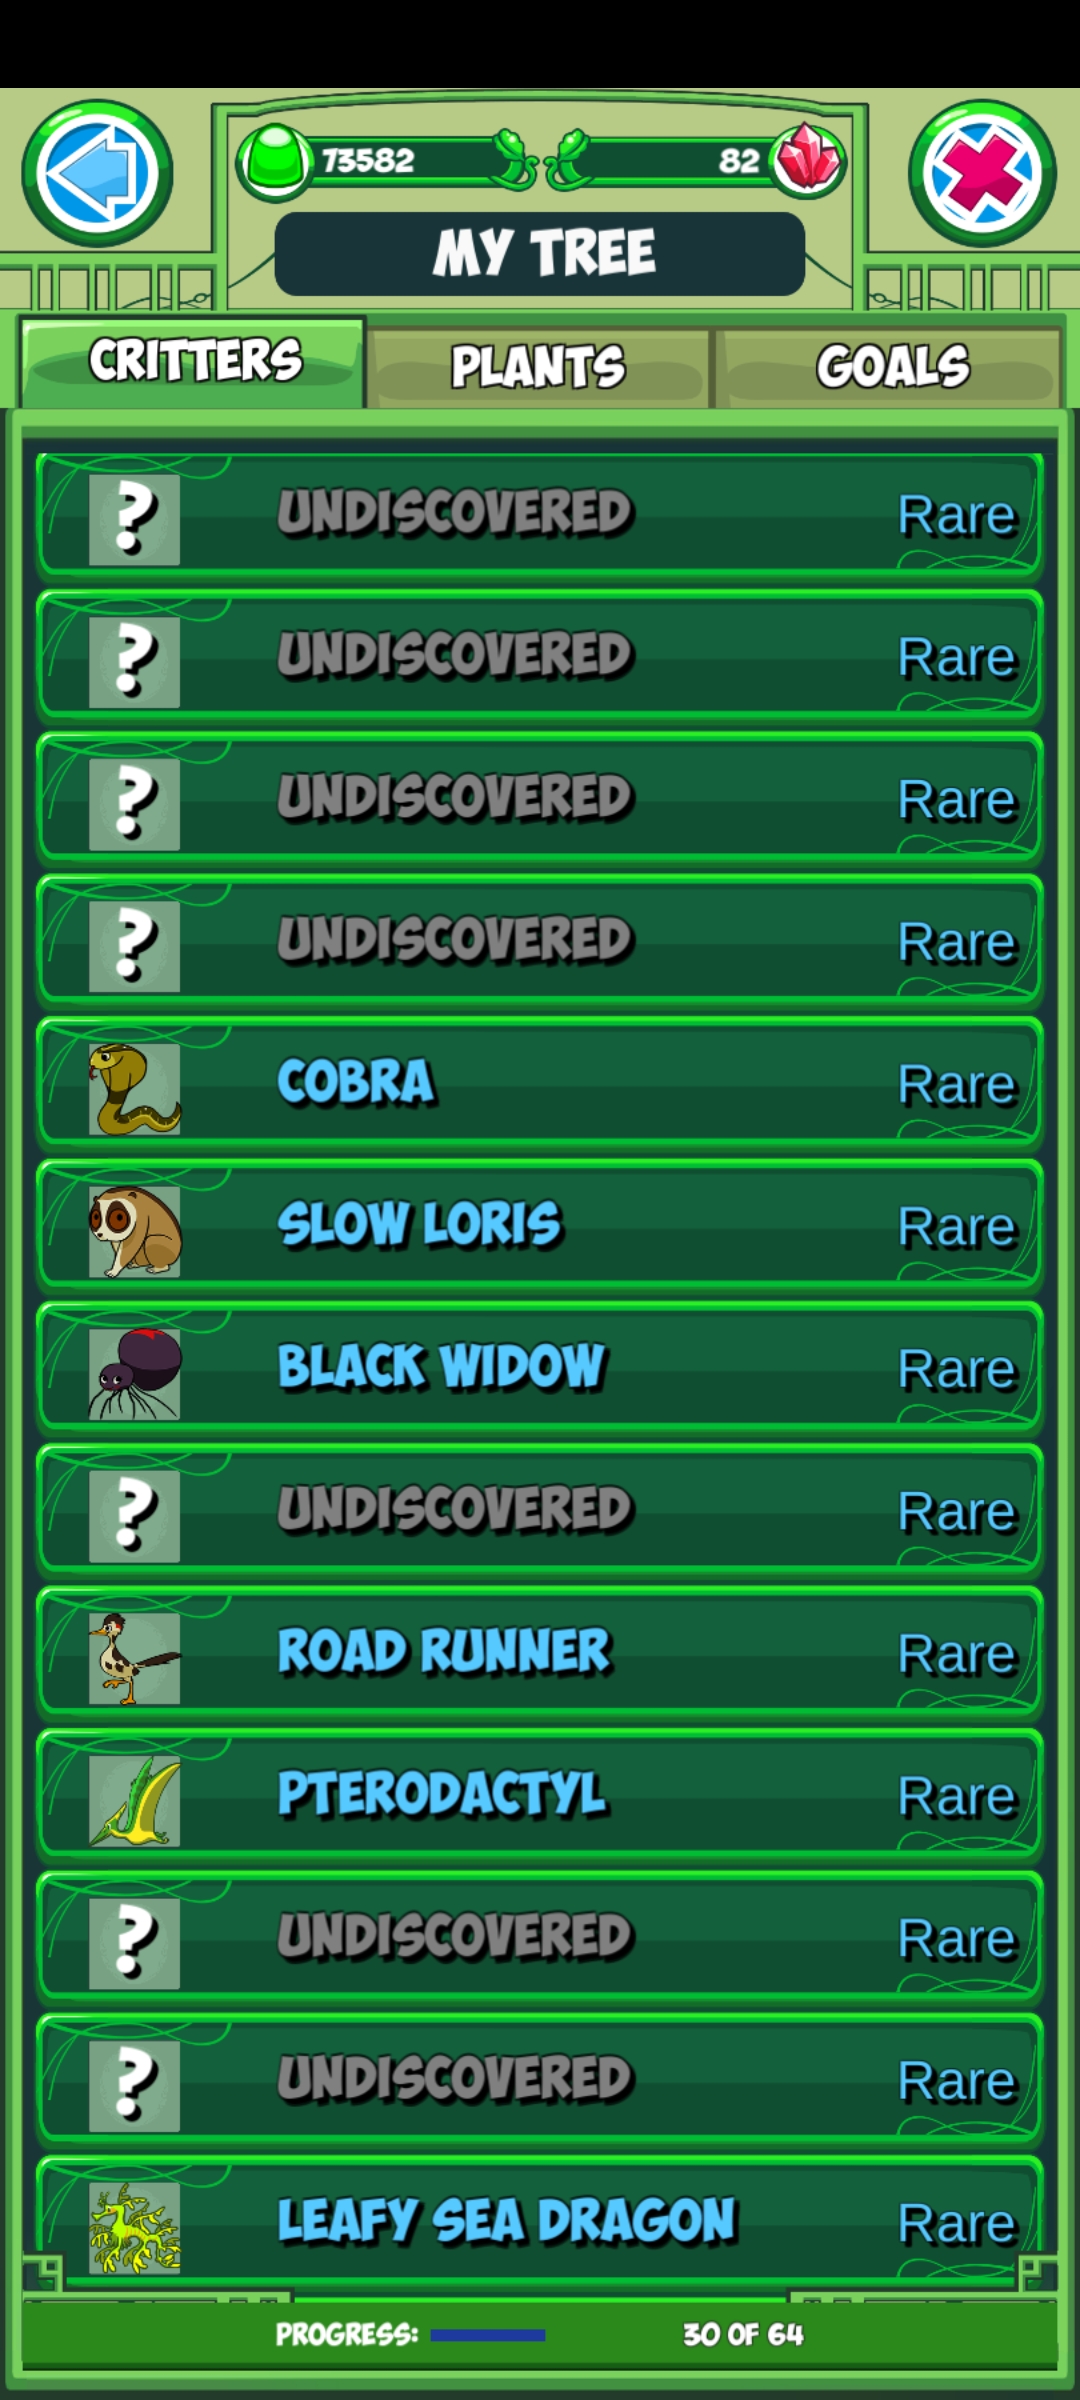 73582
82
MY TREE
CRITTERS PLANTS GOALS
? UNDISCOVERED Rare
? UNDISCOVERED Rare
? UNDISCOVERED Rare
? UNDISCOVERED Rare
COBRA Rare
SLOW LORIS Rare
BLACK WIDOW Rare
? UNDISCOVERED Rare
ROAD RUNNER Rare
PTERODACTYL Rare
? UNDISCOVERED Rare
? UNDISCOVERED Rare
LEAFY SEA DRAGON Rare
PROGRESS: 30 OF 64